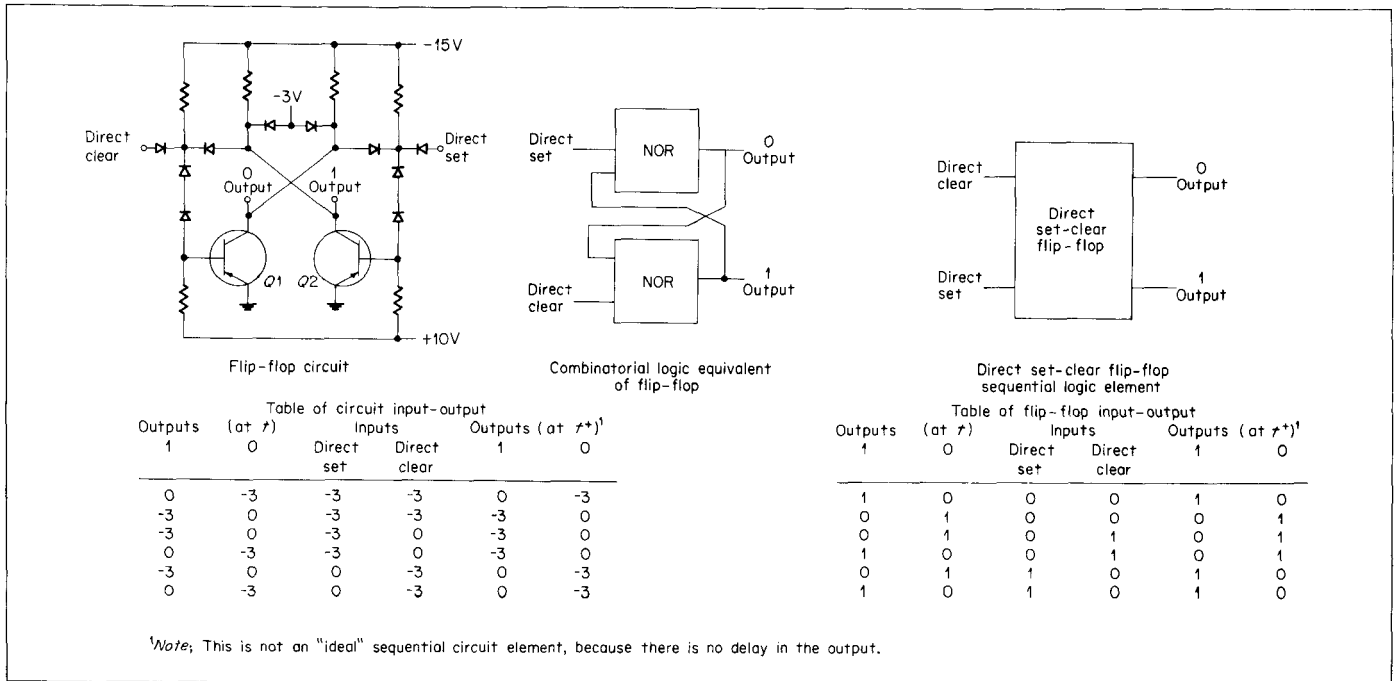 -15V
-3V
Direct
clear
Direct
set
0
Output
1
Output
Q1
Q2
+10V
Flip-flop circuit
Direct
set
NOR
0
Output
NOR
Direct
clear
1
Output
Combinatorial logic equivalent
of flip-flop
Direct
clear
Direct
set
Direct
set-clear
flip-flop
0
Output
1
Output
Direct set-clear flip-flop
sequential logic element
Table of circuit input-output
Outputs (at t) Inputs Outputs (at t+)1
1 0 Direct Direct 1 0
set clear
0 -3 -3 -3 0 -3
-3 0 -3 -3 -3 0
-3 0 -3 0 -3 0
0 -3 -3 0 -3 0
-3 0 0 -3 0 -3
0 -3 0 -3 0 -3
Table of flip-flop input-output
Outputs (at t) Inputs Outputs (at t+)1
1 0 Direct Direct 1 0
set clear
1 0 0 0 1 0
0 1 0 0 0 1
0 1 0 1 0 1
1 0 0 1 0 1
0 1 1 0 1 0
1 0 1 0 1 0
1Note; This is not an "ideal" sequential circuit element, because there is no delay in the output.